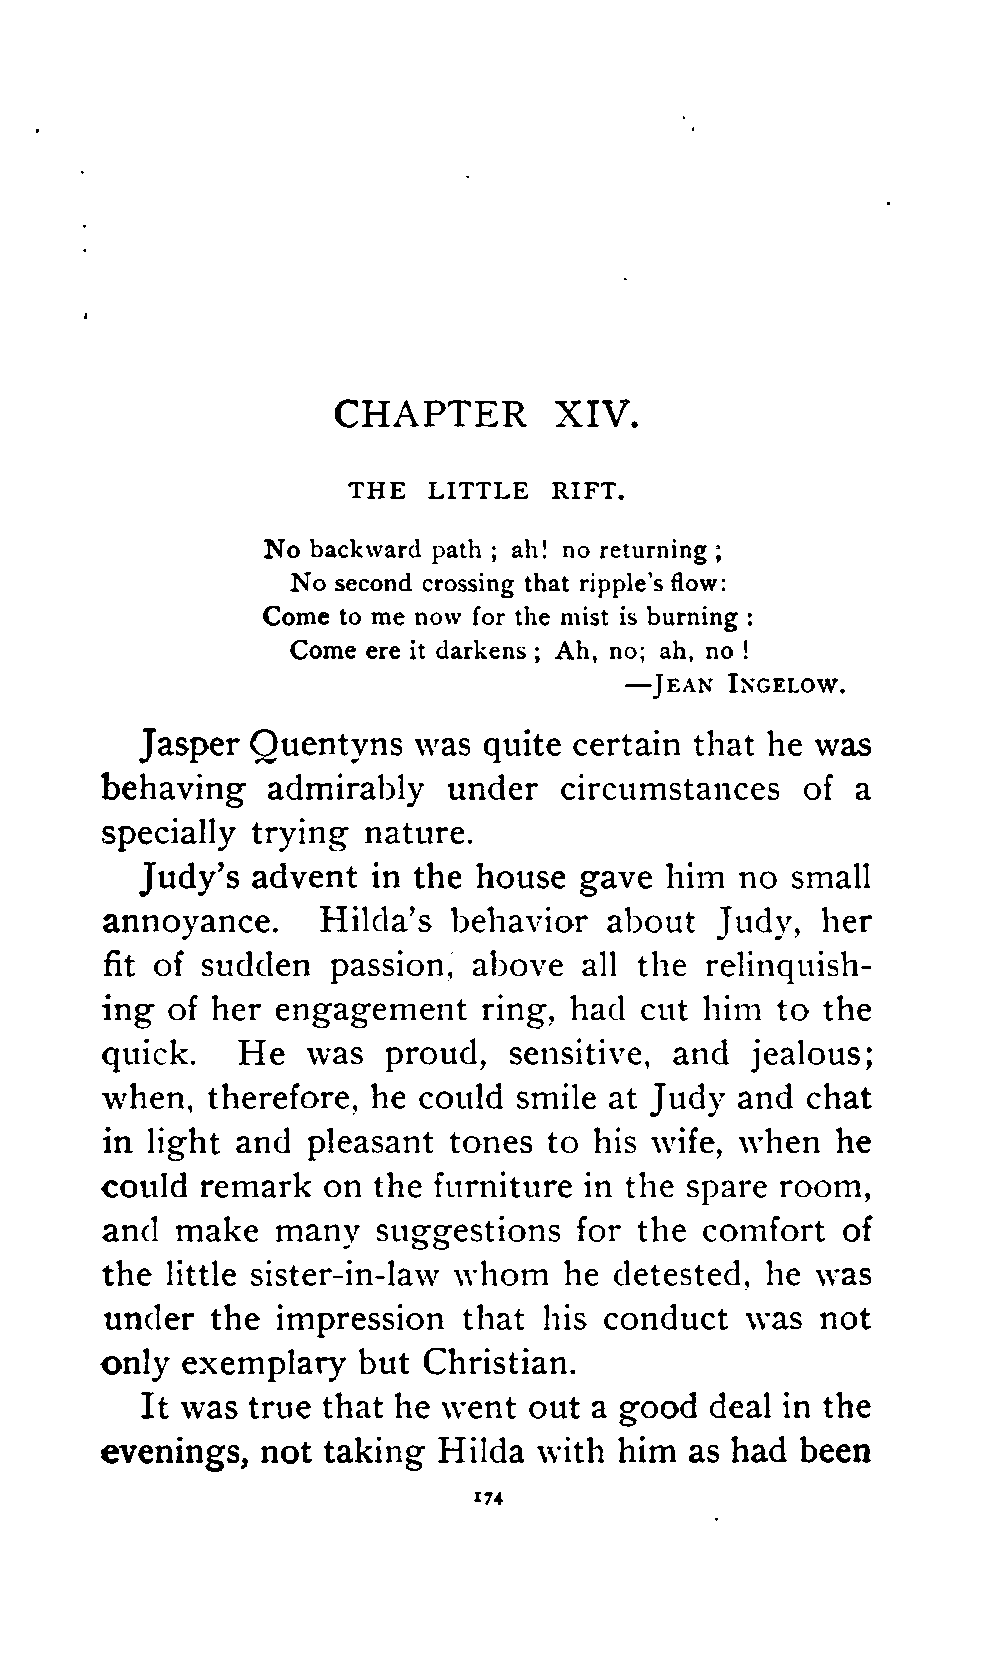 CHAPTER XIV.
THE LITTLE RIFT.
No backward path ; ah! no returning ;
No second crossing that ripple's flow:
Come to me now for the mist is burning :
Come ere it darkens ; Ah, no; ah, no !
—JEAN INGELOW.
Jasper Quentyns was quite certain that he was
behaving admirably under circumstances of a
specially trying nature.
Judy's advent in the house gave him no small
annoyance. Hilda's behavior about Judy, her
fit of sudden passion, above all the relinquish-
ing of her engagement ring, had cut him to the
quick. He was proud, sensitive, and jealous;
when, therefore, he could smile at Judy and chat
in light and pleasant tones to his wife, when he
could remark on the furniture in the spare room,
and make many suggestions for the comfort of
the little sister-in-law whom he detested, he was
under the impression that his conduct was not
only exemplary but Christian.
It was true that he went out a good deal in the
evenings, not taking Hilda with him as had been
174